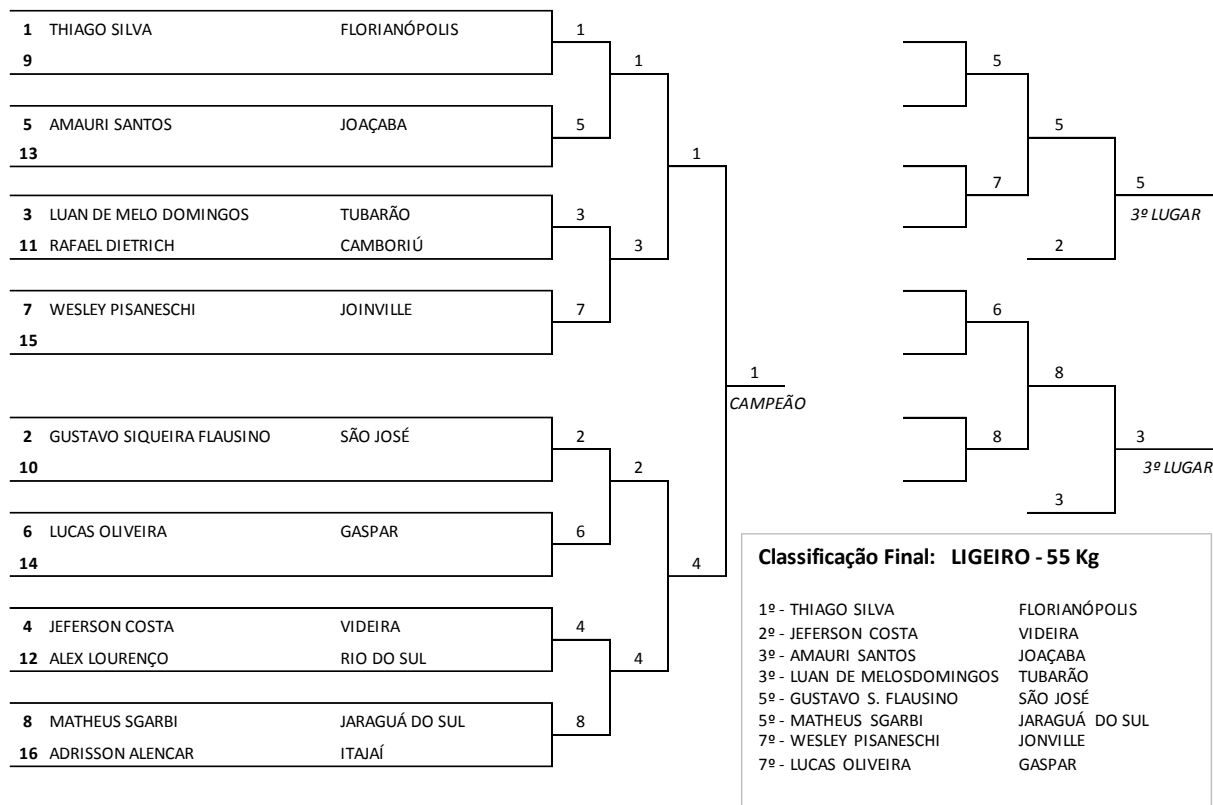 1 THIAGO SILVA FLORIANÓPOLIS
9
5 AMAURI SANTOS JOAÇABA
13
3 LUAN DE MELO DOMINGOS TUBARÃO
11 RAFAEL DIETRICH CAMBORIÚ
7 WESLEY PISANESCHI JOINVILLE
15
2 GUSTAVO SIQUEIRA FLAUSINO SÃO JOSÉ
10
6 LUCAS OLIVEIRA GASPAR
14
4 JEFERSON COSTA VIDEIRA
12 ALEX LOURENÇO RIO DO SUL
8 MATHEUS SGARBI JARAGUÁ DO SUL
16 ADRISSON ALENCAR ITAJAÍ
1
5
3
7
2
6
4
8
1
3
2
4
1
4
1
CAMPEÃO
5
7
5
2
5
3º LUGAR
6
8
8
3
3
3º LUGAR
Classificação Final: LIGEIRO - 55 Kg
1º - THIAGO SILVA FLORIANÓPOLIS
2º - JEFERSON COSTA VIDEIRA
3º - AMAURI SANTOS JOAÇABA
3º - LUAN DE MELOSDOMINGOS TUBARÃO
5º - GUSTAVO S. FLAUSINO SÃO JOSÉ
5º - MATHEUS SGARBI JARAGUÁ DO SUL
7º - WESLEY PISANESCHI JONVILLE
7º - LUCAS OLIVEIRA GASPAR